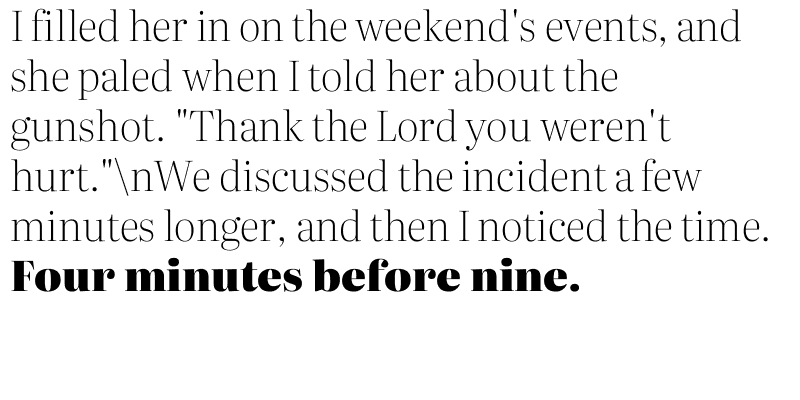 I filled her in on the weekend's events, and
she paled when I told her about the
gunshot. "Thank the Lord you weren't
hurt."\nWe discussed the incident a few
minutes longer, and then I noticed the time.
Four minutes before nine.